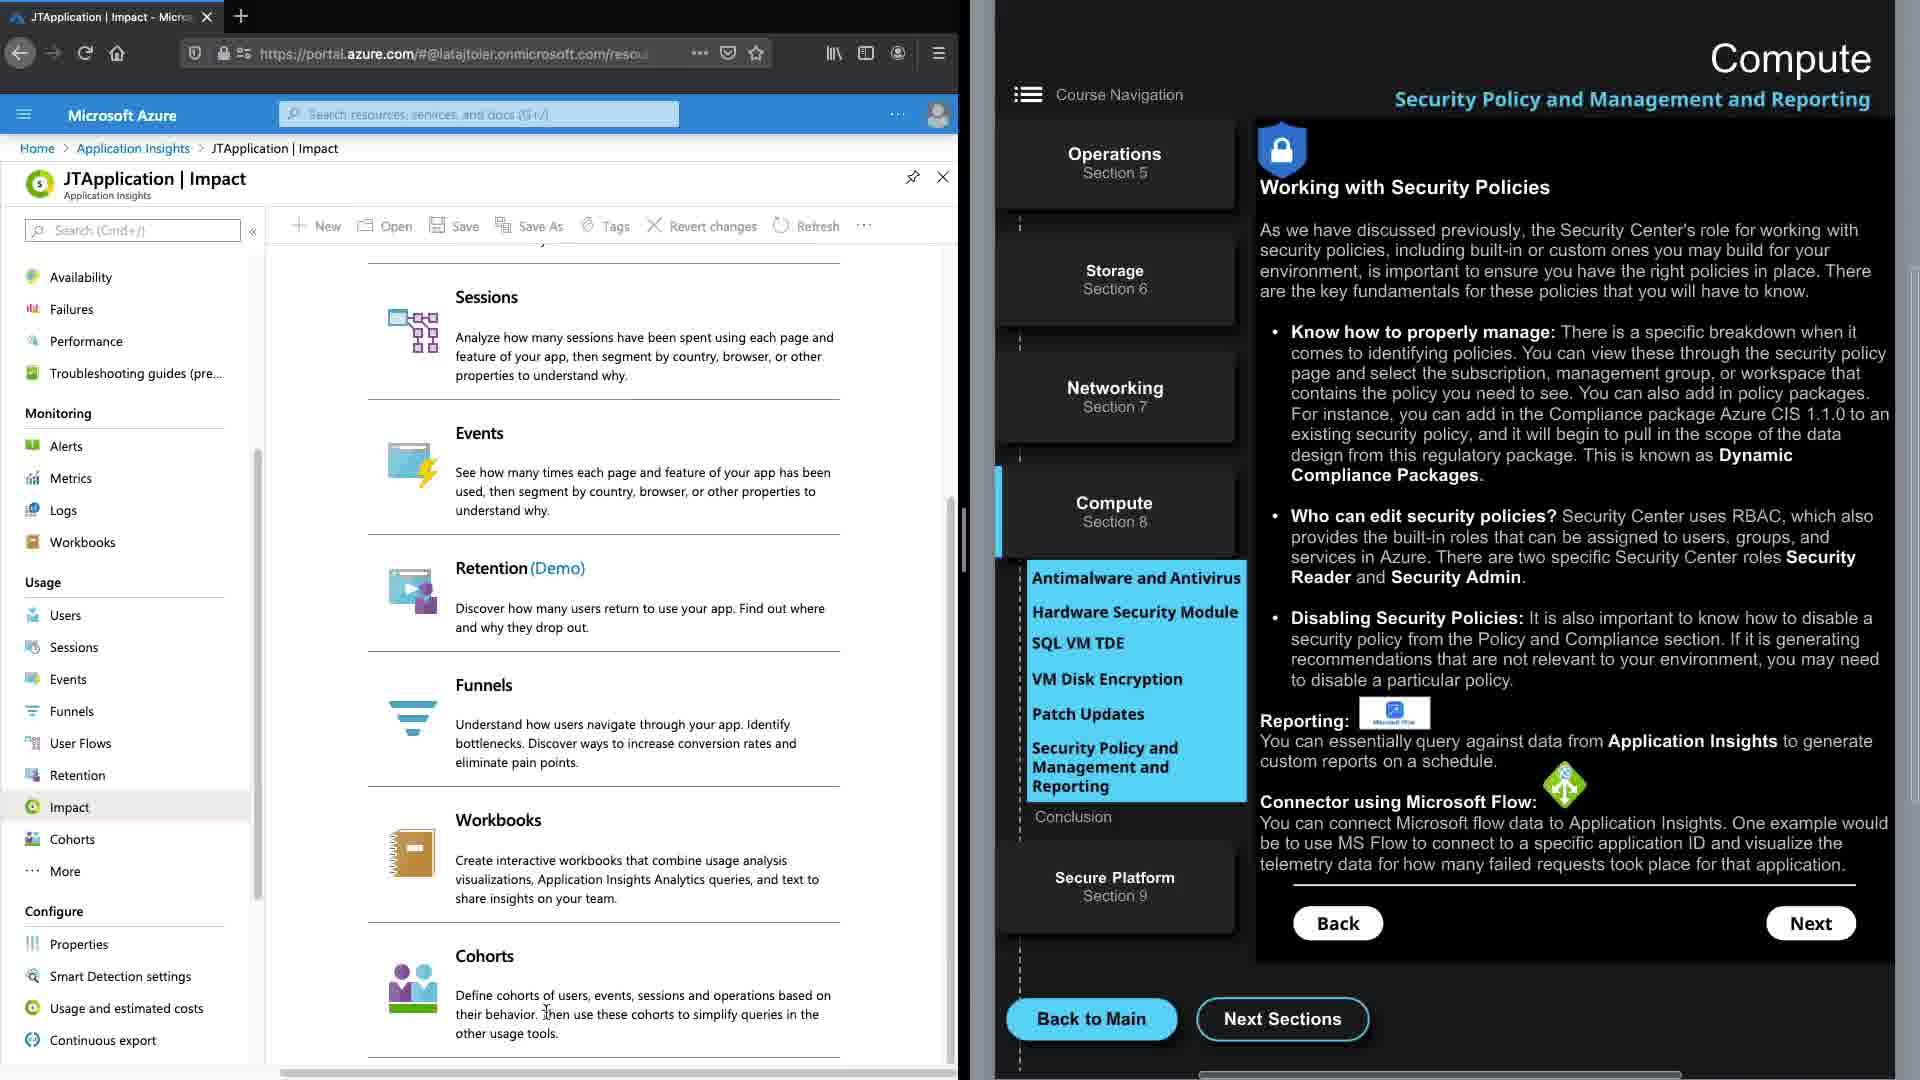 JTApplication | Impact - Micros
https://portal.azure.com/#@latajtoler.onmicrosoft.com/resou
Microsoft Azure
Search resources, services, and docs (G+/)
Home > Application Insights > JTApplication | Impact
JTApplication | Impact
Application Insights
Search (Cmd+/)
New Open Save Save As Tags Revert changes Refresh
Availability
Failures
Performance
Troubleshooting guides (pre...
Monitoring
Alerts
Metrics
Logs
Workbooks
Usage
Users
Sessions
Events
Funnels
User Flows
Retention
Impact
Cohorts
More
Configure
Properties
Smart Detection settings
Usage and estimated costs
Continuous export
Sessions
Analyze how many sessions have been spent using each page and
feature of your app, then segment by country, browser, or other
properties to understand why.
Events
See how many times each page and feature of your app has been
used, then segment by country, browser, or other properties to
understand why.
Retention (Demo)
Discover how many users return to use your app. Find out where
and why they drop out.
Funnels
Understand how users navigate through your app. Identify
bottlenecks. Discover ways to increase conversion rates and
eliminate pain points.
Workbooks
Create interactive workbooks that combine usage analysis
visualizations, Application Insights Analytics queries, and text to
share insights on your team.
Cohorts
Define cohorts of users, events, sessions and operations based on
their behavior. Then use these cohorts to simplify queries in the
other usage tools.
Compute
Course Navigation
Security Policy and Management and Reporting
Operations
Section 5
Storage
Section 6
Networking
Section 7
Compute
Section 8
Antimalware and Antivirus
Hardware Security Module
SQL VM TDE
VM Disk Encryption
Patch Updates
Security Policy and
Management and
Reporting
Conclusion
Secure Platform
Section 9
Back to Main
Next Sections
Working with Security Policies
As we have discussed previously, the Security Center's role for working with
security policies, including built-in or custom ones you may build for your
environment, is important to ensure you have the right policies in place. There
are the key fundamentals for these policies that you will have to know.
• Know how to properly manage: There is a specific breakdown when it
comes to identifying policies. You can view these through the security policy
page and select the subscription, management group, or workspace that
contains the policy you need to see. You can also add in policy packages.
For instance, you can add in the Compliance package Azure CIS 1.1.0 to an
existing security policy, and it will begin to pull in the scope of the data
design from this regulatory package. This is known as Dynamic
Compliance Packages.
• Who can edit security policies? Security Center uses RBAC, which also
provides the built-in roles that can be assigned to users. groups, and
services in Azure. There are two specific Security Center roles Security
Reader and Security Admin.
• Disabling Security Policies: It is also important to know how to disable a
security policy from the Policy and Compliance section. If it is generating
recommendations that are not relevant to your environment, you may need
to disable a particular policy.
Reporting: Microsoft Flow
You can essentially query against data from Application Insights to generate
custom reports on a schedule.
Connector using Microsoft Flow:
You can connect Microsoft flow data to Application Insights. One example would
be to use MS Flow to connect to a specific application ID and visualize the
telemetry data for how many failed requests took place for that application.
Back
Next